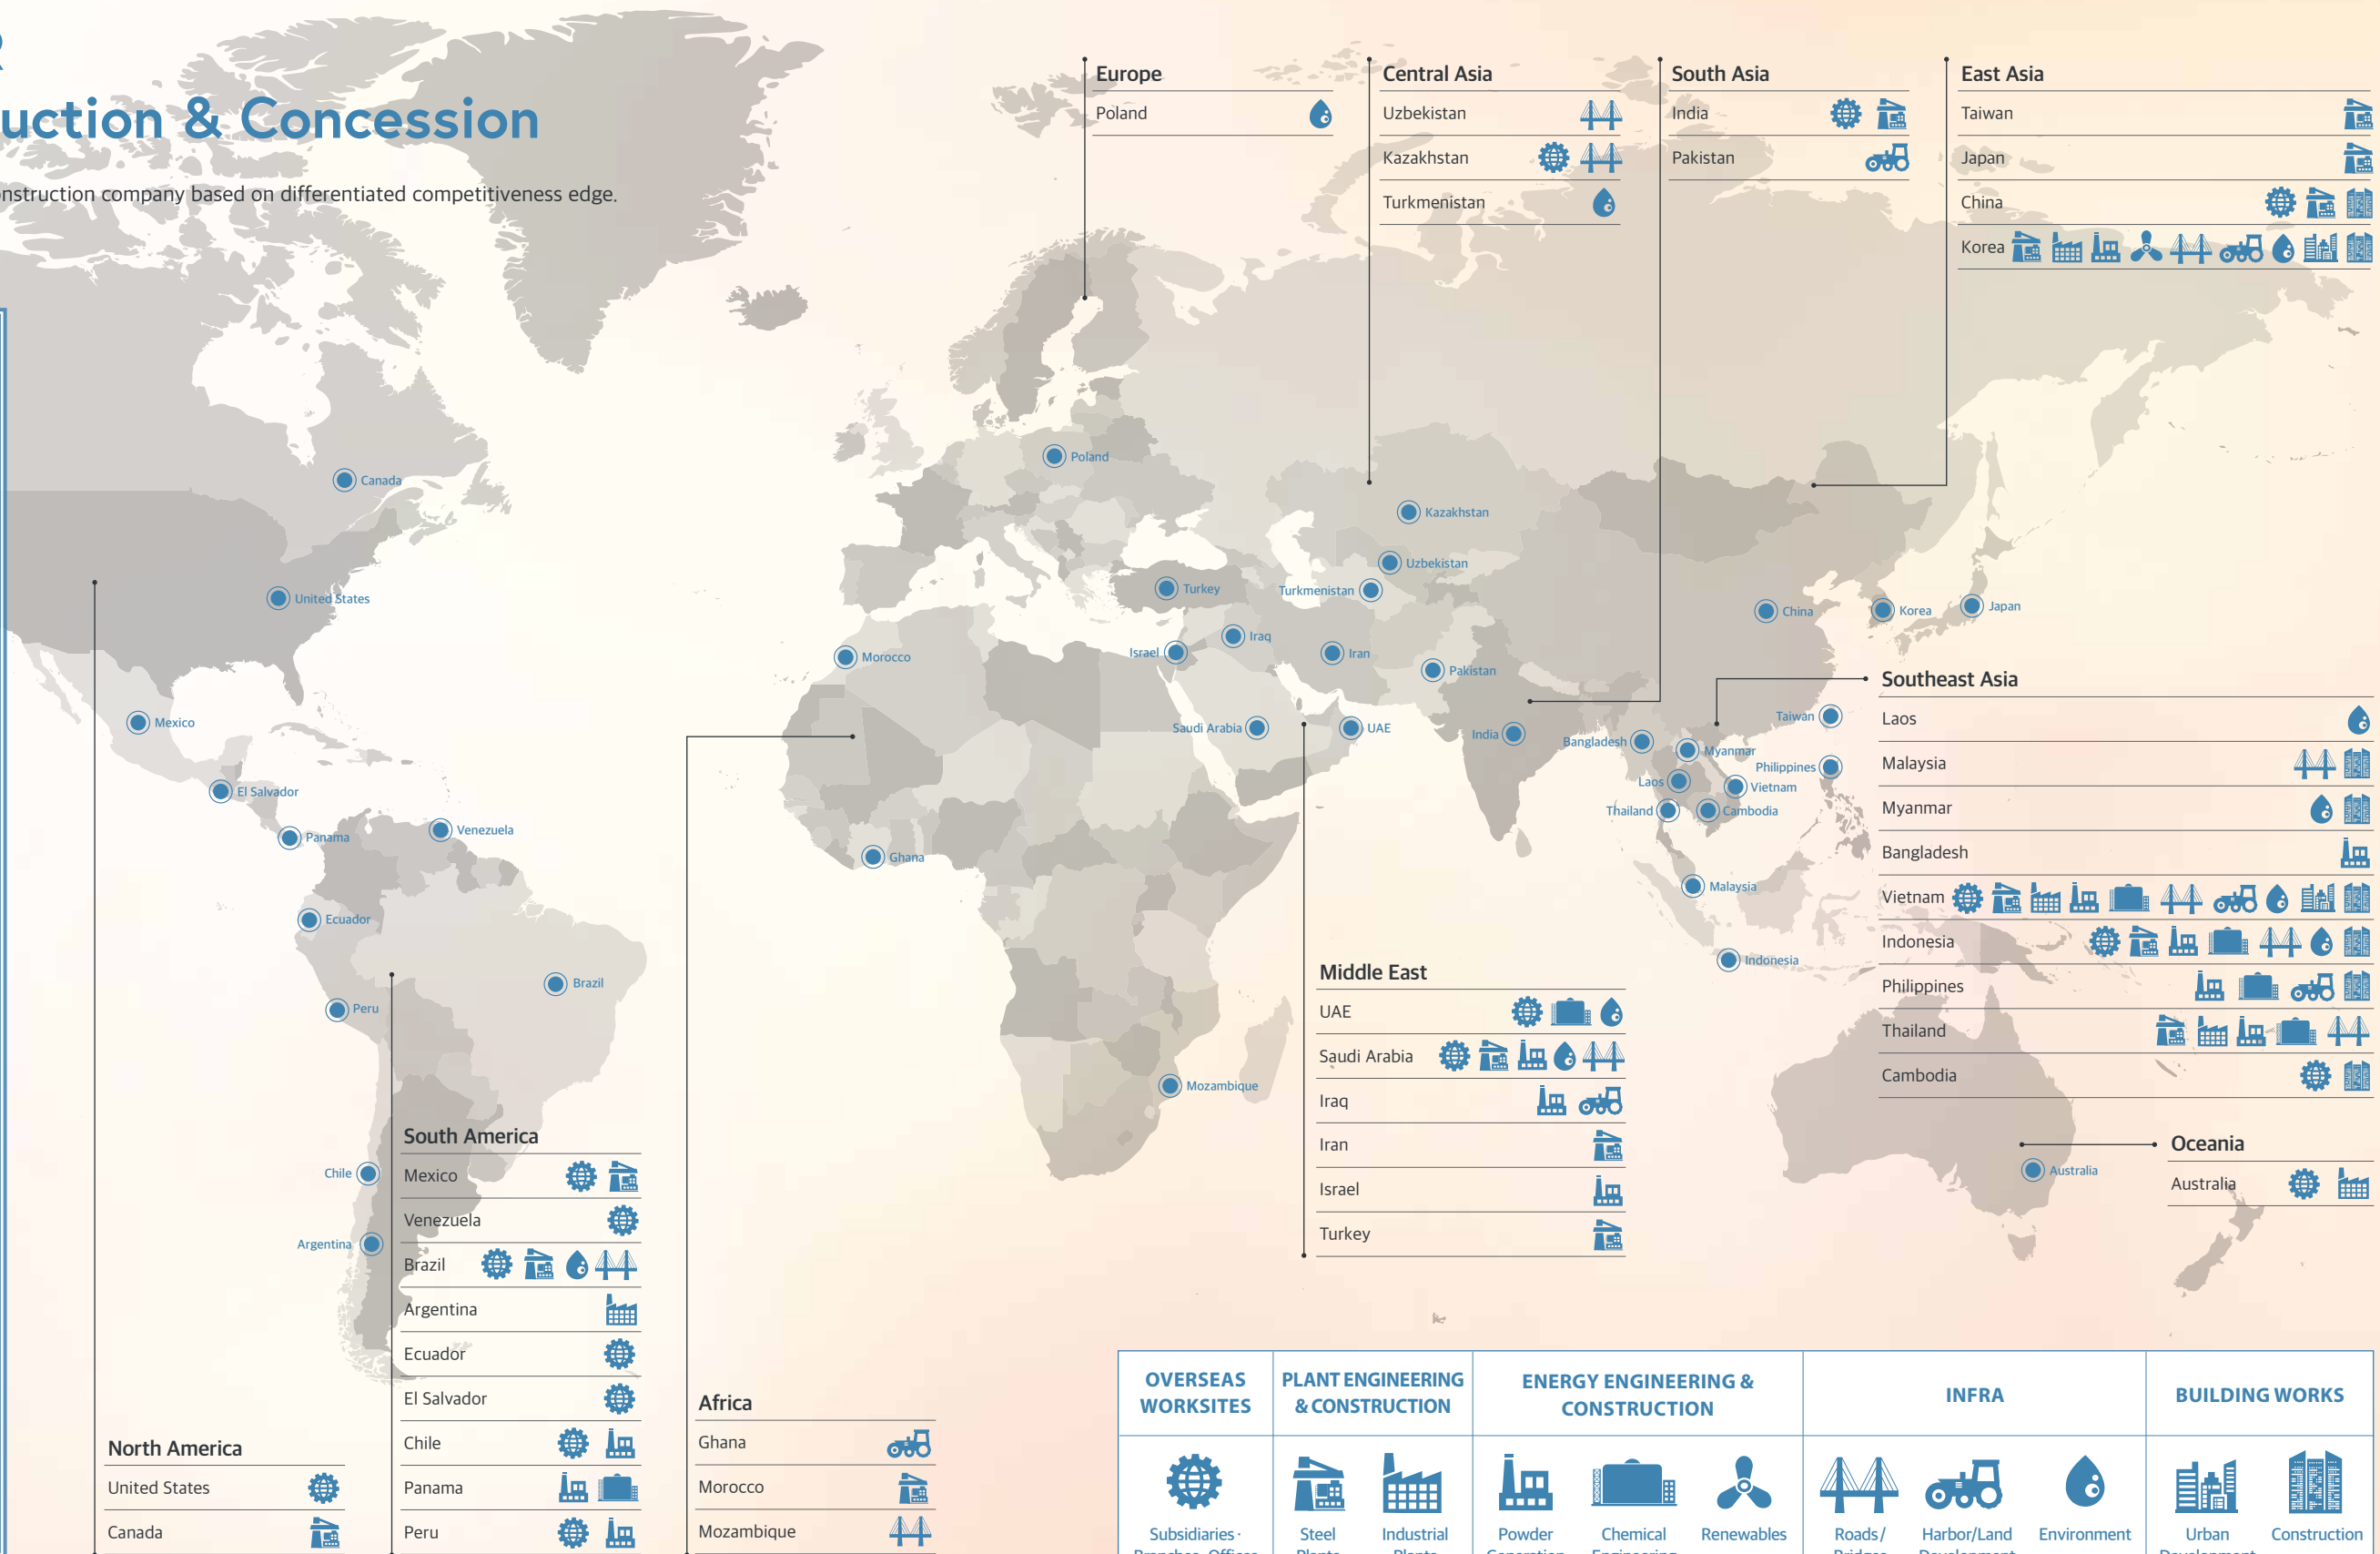 uction & Concession
nstruction company based on differentiated competitiveness edge.
Europe
Poland
Central Asia
Uzbekistan
Kazakhstan
Turkmenistan
South Asia
India
Pakistan
East Asia
Taiwan
Japan
China
Korea
Canada
United States
Mexico
El Salvador
Panama
Venezuela
Ecuador
Brazil
Peru
Chile
Argentina
Poland
Kazakhstan
Uzbekistan
Turkmenistan
Turkey
Iraq
Israel
Iran
Morocco
Pakistan
Saudi Arabia
UAE
India
Ghana
Mozambique
China
Korea
Japan
Taiwan
Bangladesh
Myanmar
Philippines
Laos
Vietnam
Thailand
Cambodia
Malaysia
Indonesia
Australia
Southeast Asia
Laos
Malaysia
Myanmar
Bangladesh
Vietnam
Indonesia
Philippines
Thailand
Cambodia
Oceania
Australia
Middle East
UAE
Saudi Arabia
Iraq
Iran
Israel
Turkey
South America
Mexico
Venezuela
Brazil
Argentina
Ecuador
El Salvador
Chile
Panama
Peru
North America
United States
Canada
Africa
Ghana
Morocco
Mozambique
OVERSEAS
WORKSITES
PLANT ENGINEERING
& CONSTRUCTION
ENERGY ENGINEERING &
CONSTRUCTION
INFRA
BUILDING WORKS
Subsidiaries ·
Steel
Industrial
Powder
Chemical
Renewables
Roads/
Harbor/Land
Environment
Urban
Construction